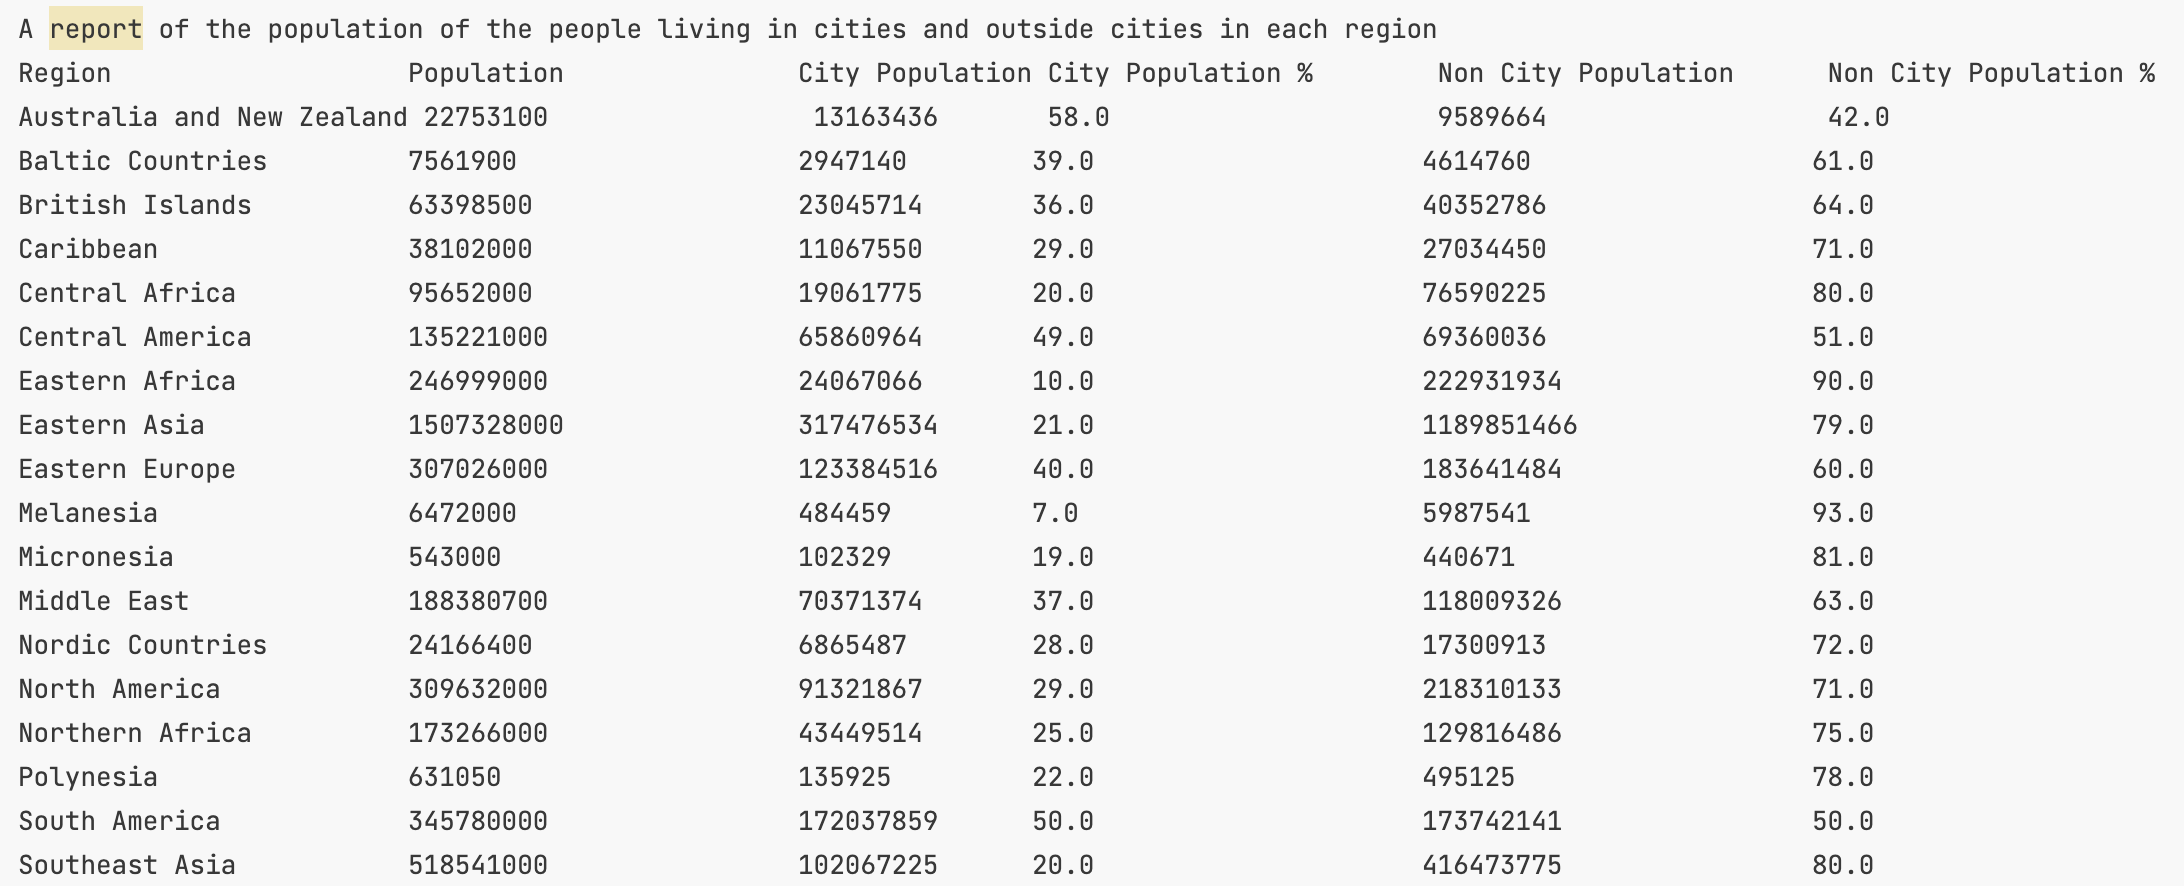 A report of the population of the people living in cities and outside cities in each region
Region Population City Population City Population % Non City Population Non City Population %
Australia and New Zealand 22753100 13163436 58.0 9589664 42.0
Baltic Countries 7561900 2947140 39.0 4614760 61.0
British Islands 63398500 23045714 36.0 40352786 64.0
Caribbean 38102000 11067550 29.0 27034450 71.0
Central Africa 95652000 19061775 20.0 76590225 80.0
Central America 135221000 65860964 49.0 69360036 51.0
Eastern Africa 246999000 24067066 10.0 222931934 90.0
Eastern Asia 1507328000 317476534 21.0 1189851466 79.0
Eastern Europe 307026000 123384516 40.0 183641484 60.0
Melanesia 6472000 484459 7.0 5987541 93.0
Micronesia 543000 102329 19.0 440671 81.0
Middle East 188380700 70371374 37.0 118009326 63.0
Nordic Countries 24166400 6865487 28.0 17300913 72.0
North America 309632000 91321867 29.0 218310133 71.0
Northern Africa 173266000 43449514 25.0 129816486 75.0
Polynesia 631050 135925 22.0 495125 78.0
South America 345780000 172037859 50.0 173742141 50.0
Southeast Asia 518541000 102067225 20.0 416473775 80.0